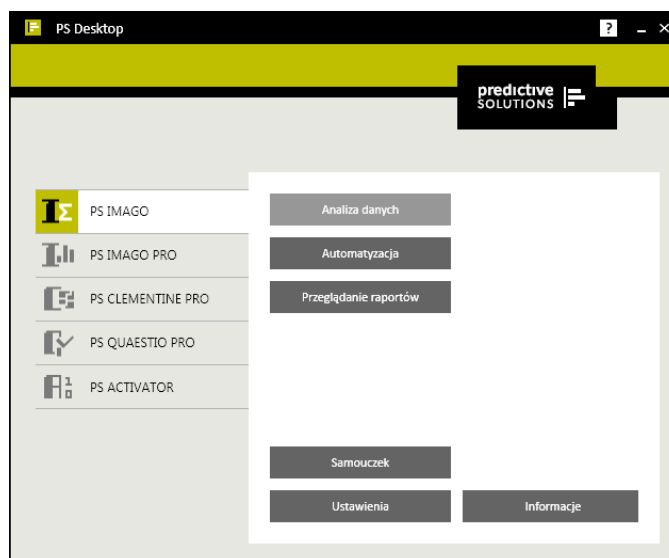 PS Desktop
?
predictive
SOLUTIONS
PS IMAGO
PS IMAGO PRO
PS CLEMENTINE PRO
PS QUAESTIO PRO
PS ACTIVATOR
Analiza danych
Automatyzacja
Przeglądanie raportów
Samouczek
Ustawienia
Informacje